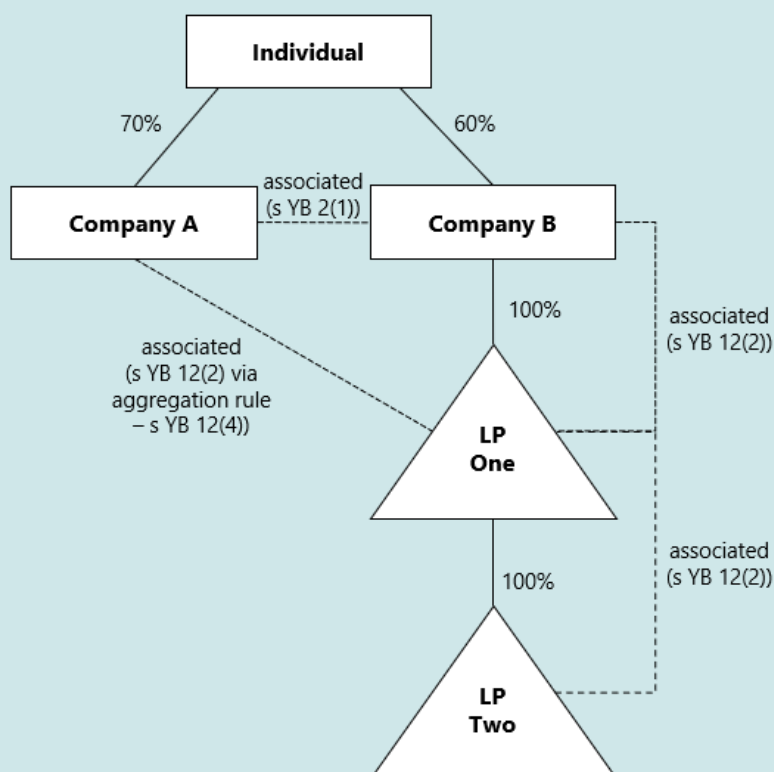 Individual
70%
60%
associated
(s YB 2(1))
Company A
Company B
100%
associated
(s YB 12(2))
associated
(s YB 12(2) via
aggregation rule
– s YB 12(4))
LP
One
associated
(s YB 12(2))
100%
LP
Two